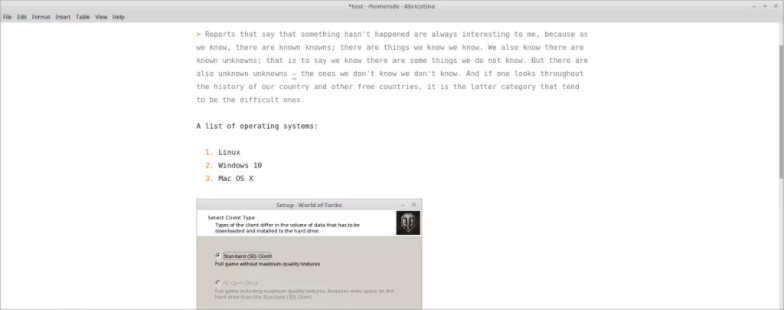 *test - /home/sde - Abricotine
File Edit Format Insert Table View Help
> Reports that say that something hasn't happened are always interesting to me, because as
we know, there are known knowns; there are things we know we know. We also know there are
known unknowns; that is to say we know there are some things we do not know. But there are
also unknown unknowns — the ones we don't know we don't know. And if one looks throughout
the history of our country and other free countries, it is the latter category that tend
to be the difficult ones.
A list of operating systems:
1. Linux
2. Windows 10
3. Mac OS X
Setup - World of Tanks
Select Client Type
Types of the client differ in the volume of data that has to be
downloaded and installed to the hard drive.
Standard (SD) Client
Full game without maximum quality textures
Full game including maximum quality textures. Requires more space on the
hard drive than the Standard (SD) Client